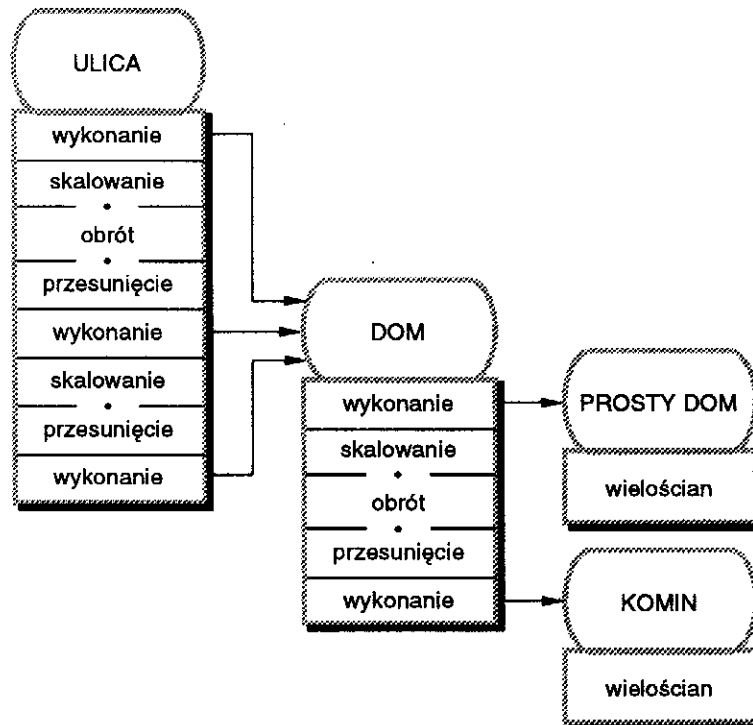 ULICA
wykonanie
skalowanie
obrót
przesunięcie
wykonanie
skalowanie
przesunięcie
wykonanie
DOM
wykonanie
skalowanie
obrót
przesunięcie
wykonanie
PROSTY DOM
wielościan
KOMIN
wielościan